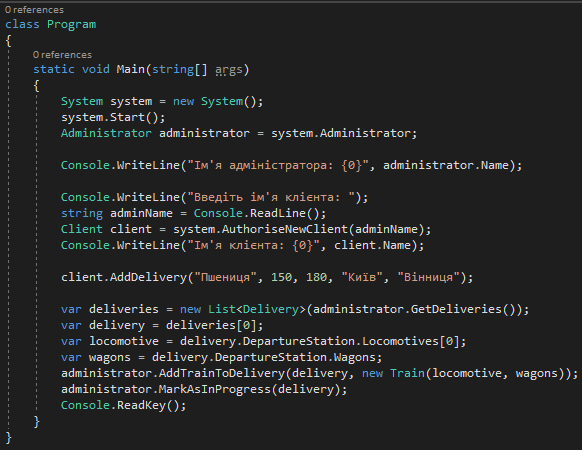 0 references
class Program
{
0 references
static void Main(string[] args)
{
System system = new System();
system.Start();
Administrator administrator = system.Administrator;
Console.WriteLine("Ім'я адміністратора: {0}", administrator.Name);
Console.WriteLine("Введіть ім'я клієнта: ");
string adminName = Console.ReadLine();
Client client = system.AuthoriseNewClient(adminName);
Console.WriteLine("Ім'я клієнта: {0}", client.Name);
client.AddDelivery("Пшениця", 150, 180, "Київ", "Вінниця");
var deliveries = new List<Delivery>(administrator.GetDeliveries());
var delivery = deliveries[0];
var locomotive = delivery.DepartureStation.Locomotives[0];
var wagons = delivery.DepartureStation.Wagons;
administrator.AddTrainToDelivery(delivery, new Train(locomotive, wagons));
administrator.MarkAsInProgress(delivery);
Console.ReadKey();
}
}